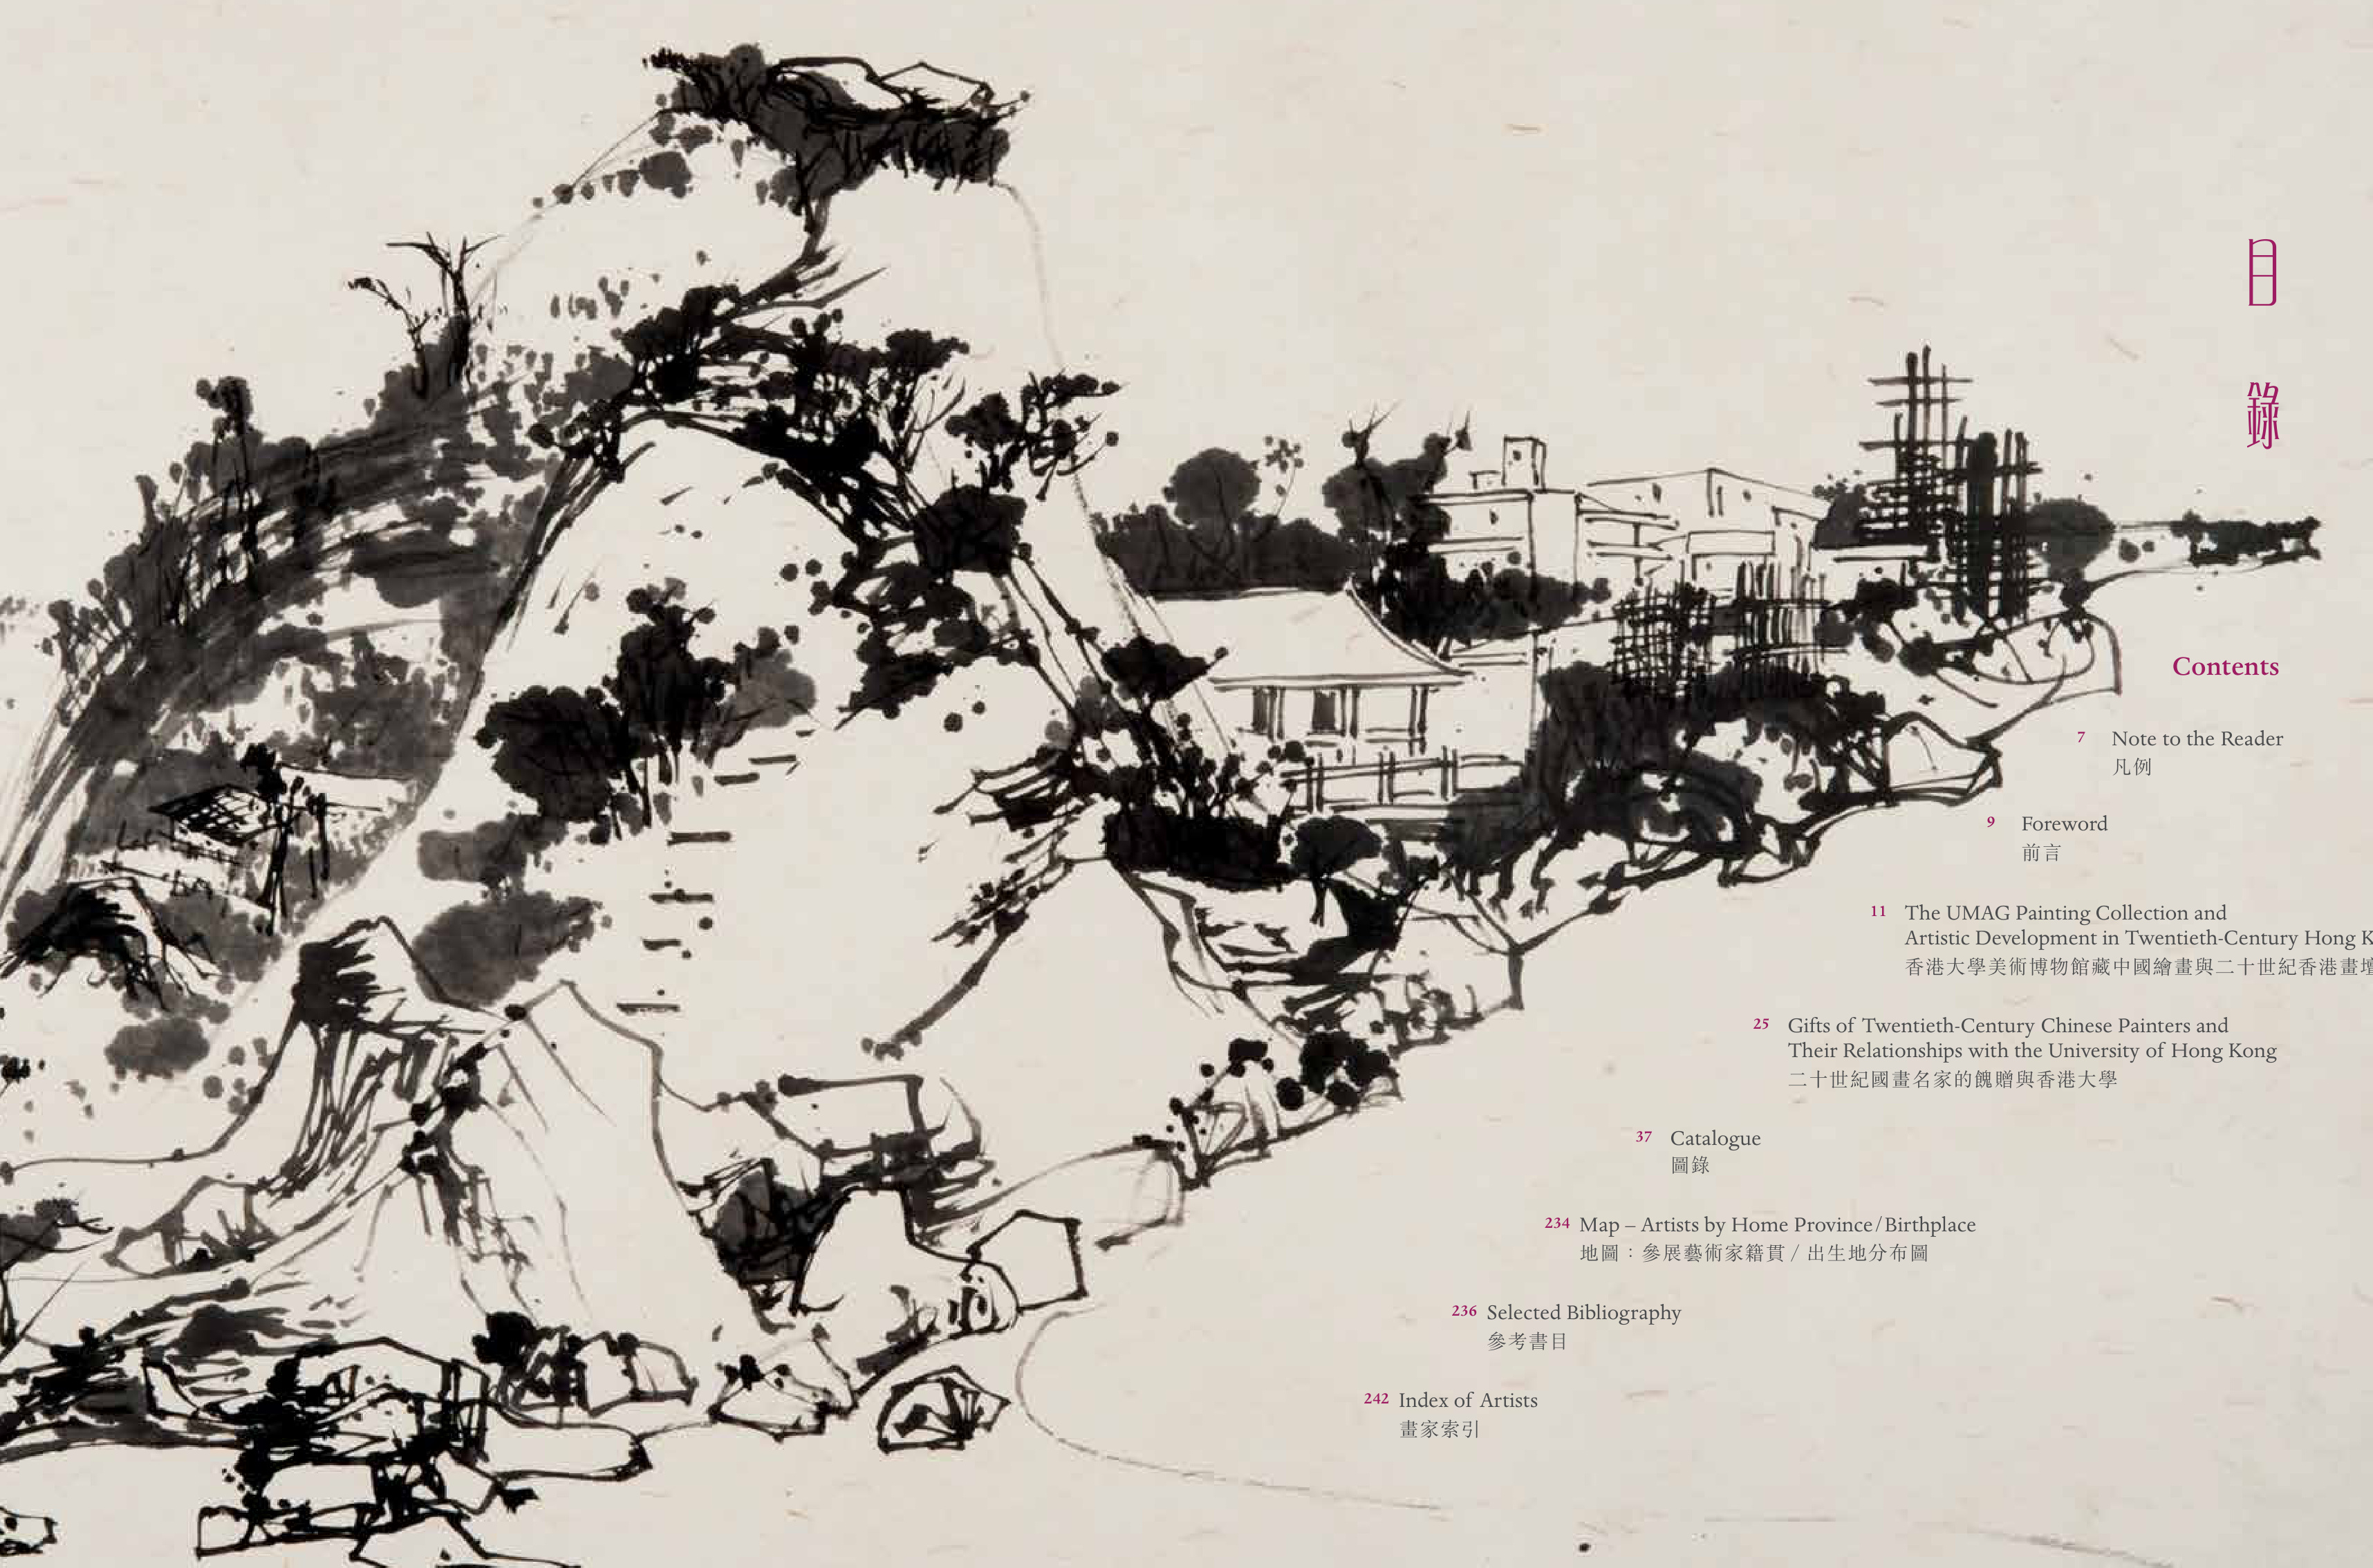 目錄
Contents
7 Note to the Reader
凡例
9 Foreword
前言
11 The UMAG Painting Collection and
Artistic Development in Twentieth-Century Hong K
香港大學美術博物館藏中國繪畫與二十世紀香港畫壇
25 Gifts of Twentieth-Century Chinese Painters and
Their Relationships with the University of Hong Kong
二十世紀國畫名家的餽贈與香港大學
37 Catalogue
圖錄
234 Map – Artists by Home Province / Birthplace
地圖：參展藝術家籍貫 / 出生地分布圖
236 Selected Bibliography
參考書目
242 Index of Artists
畫家索引